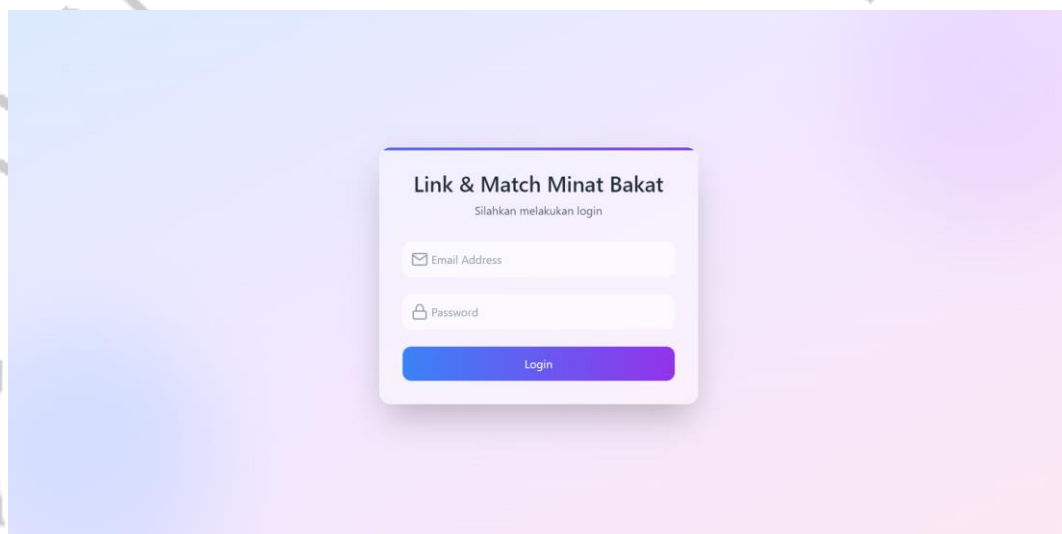 Link & Match Minat Bakat
Silahkan melakukan login
Email Address
Password
Login